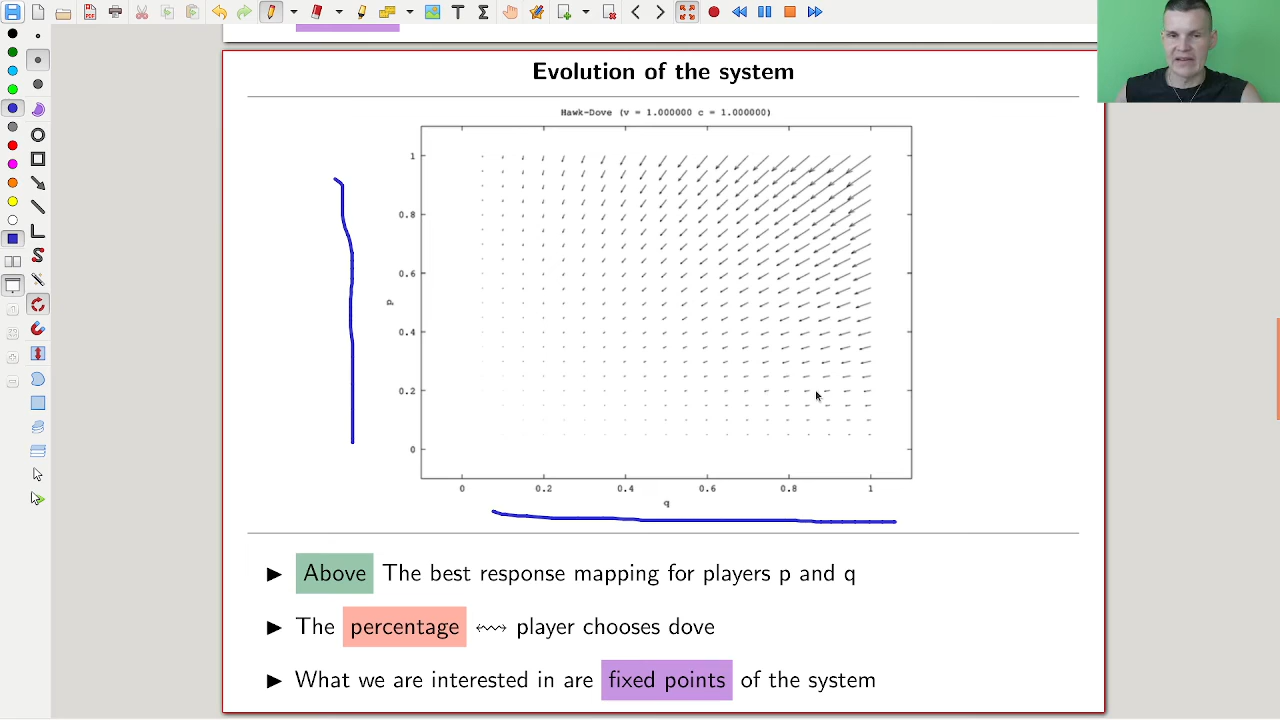 Evolution of the system
Hawk-Dove (v = 1.000000 c = 1.000000)
1
0.8
0.6
p
0.4
0.2
0
0 0.2 0.4 0.6 0.8 1
q
► Above The best response mapping for players p and q
► The percentage ↭ player chooses dove
► What we are interested in are fixed points of the system